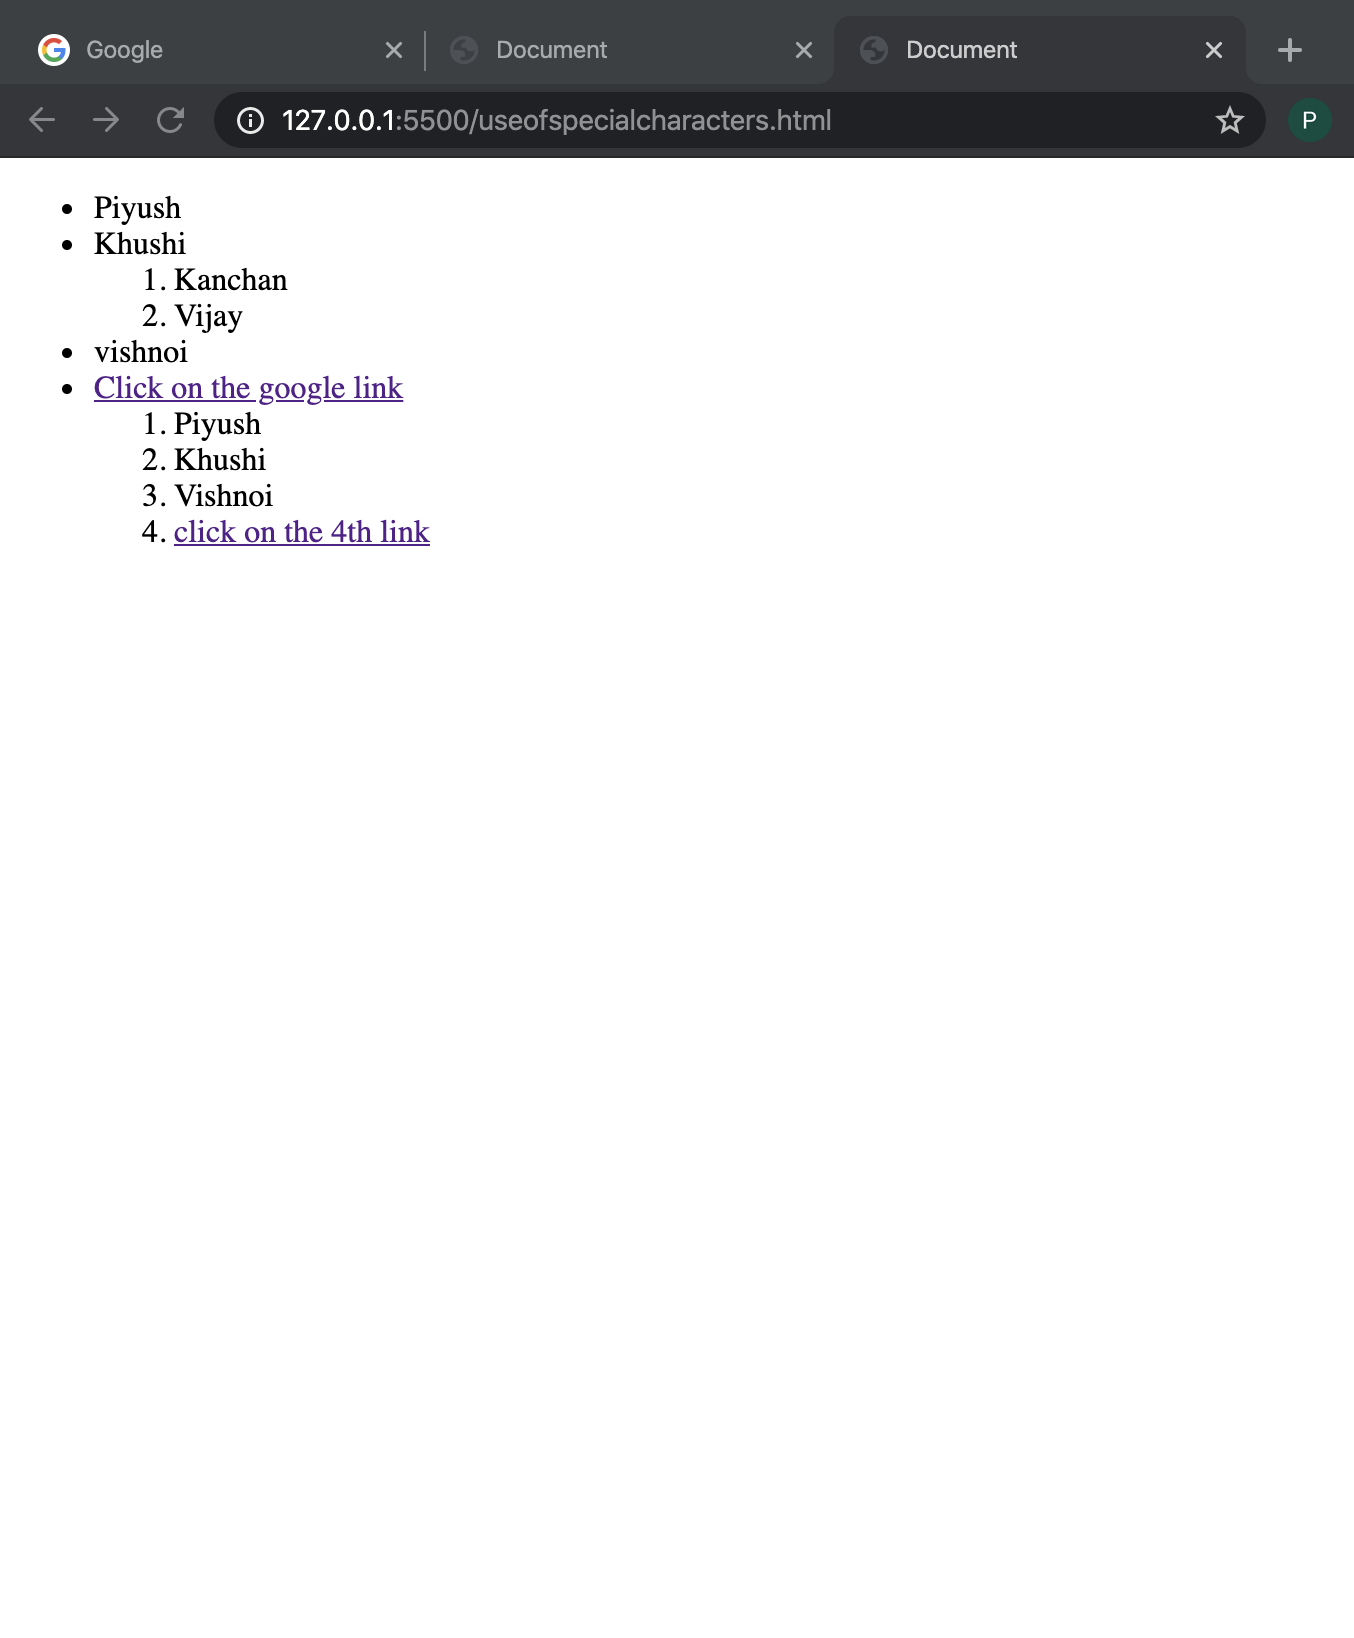 Google
Document
Document
127.0.0.1:5500/useofspecialcharacters.html
P
• Piyush
• Khushi
1. Kanchan
2. Vijay
• vishnoi
• Click on the google link
1. Piyush
2. Khushi
3. Vishnoi
4. click on the 4th link